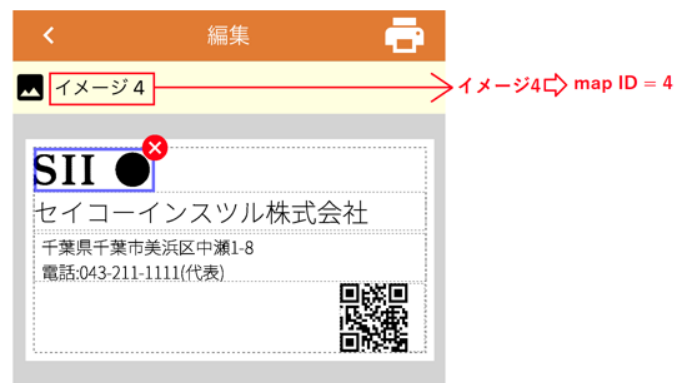 編集
イメージ 4
イメージ4⇨ map ID = 4
SII ●
セイコーインスツル株式会社
千葉県千葉市美浜区中瀬1-8
電話:043-211-1111(代表)